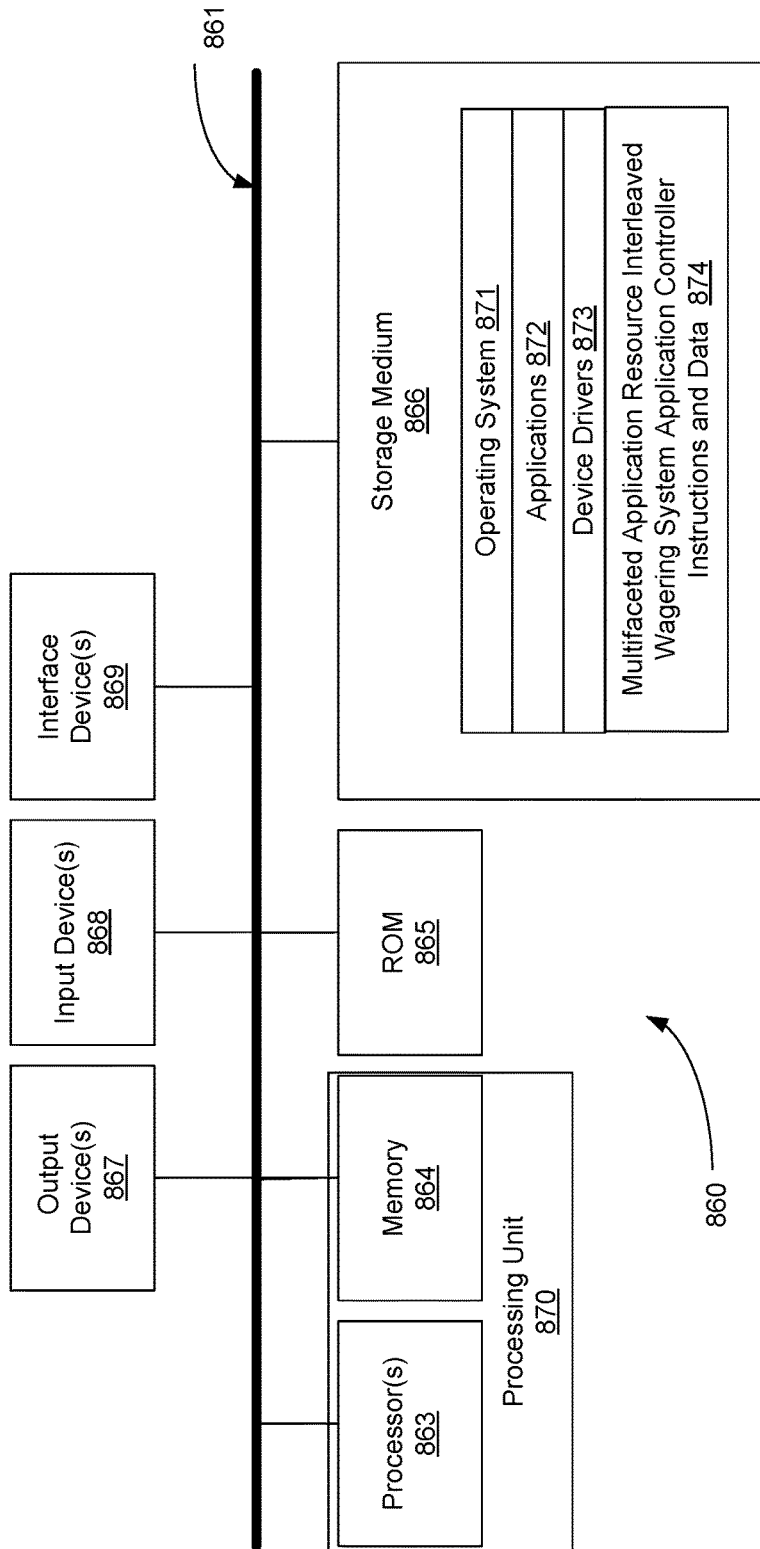 861
Output
Device(s)
867
Input Device(s)
868
Interface
Device(s)
869
Processor(s)
863
Memory
864
Processing Unit
870
ROM
865
Storage Medium
866
Operating System 871
Applications 872
Device Drivers 873
Multifaceted Application Resource Interleaved
Wagering System Application Controller
Instructions and Data 874
860